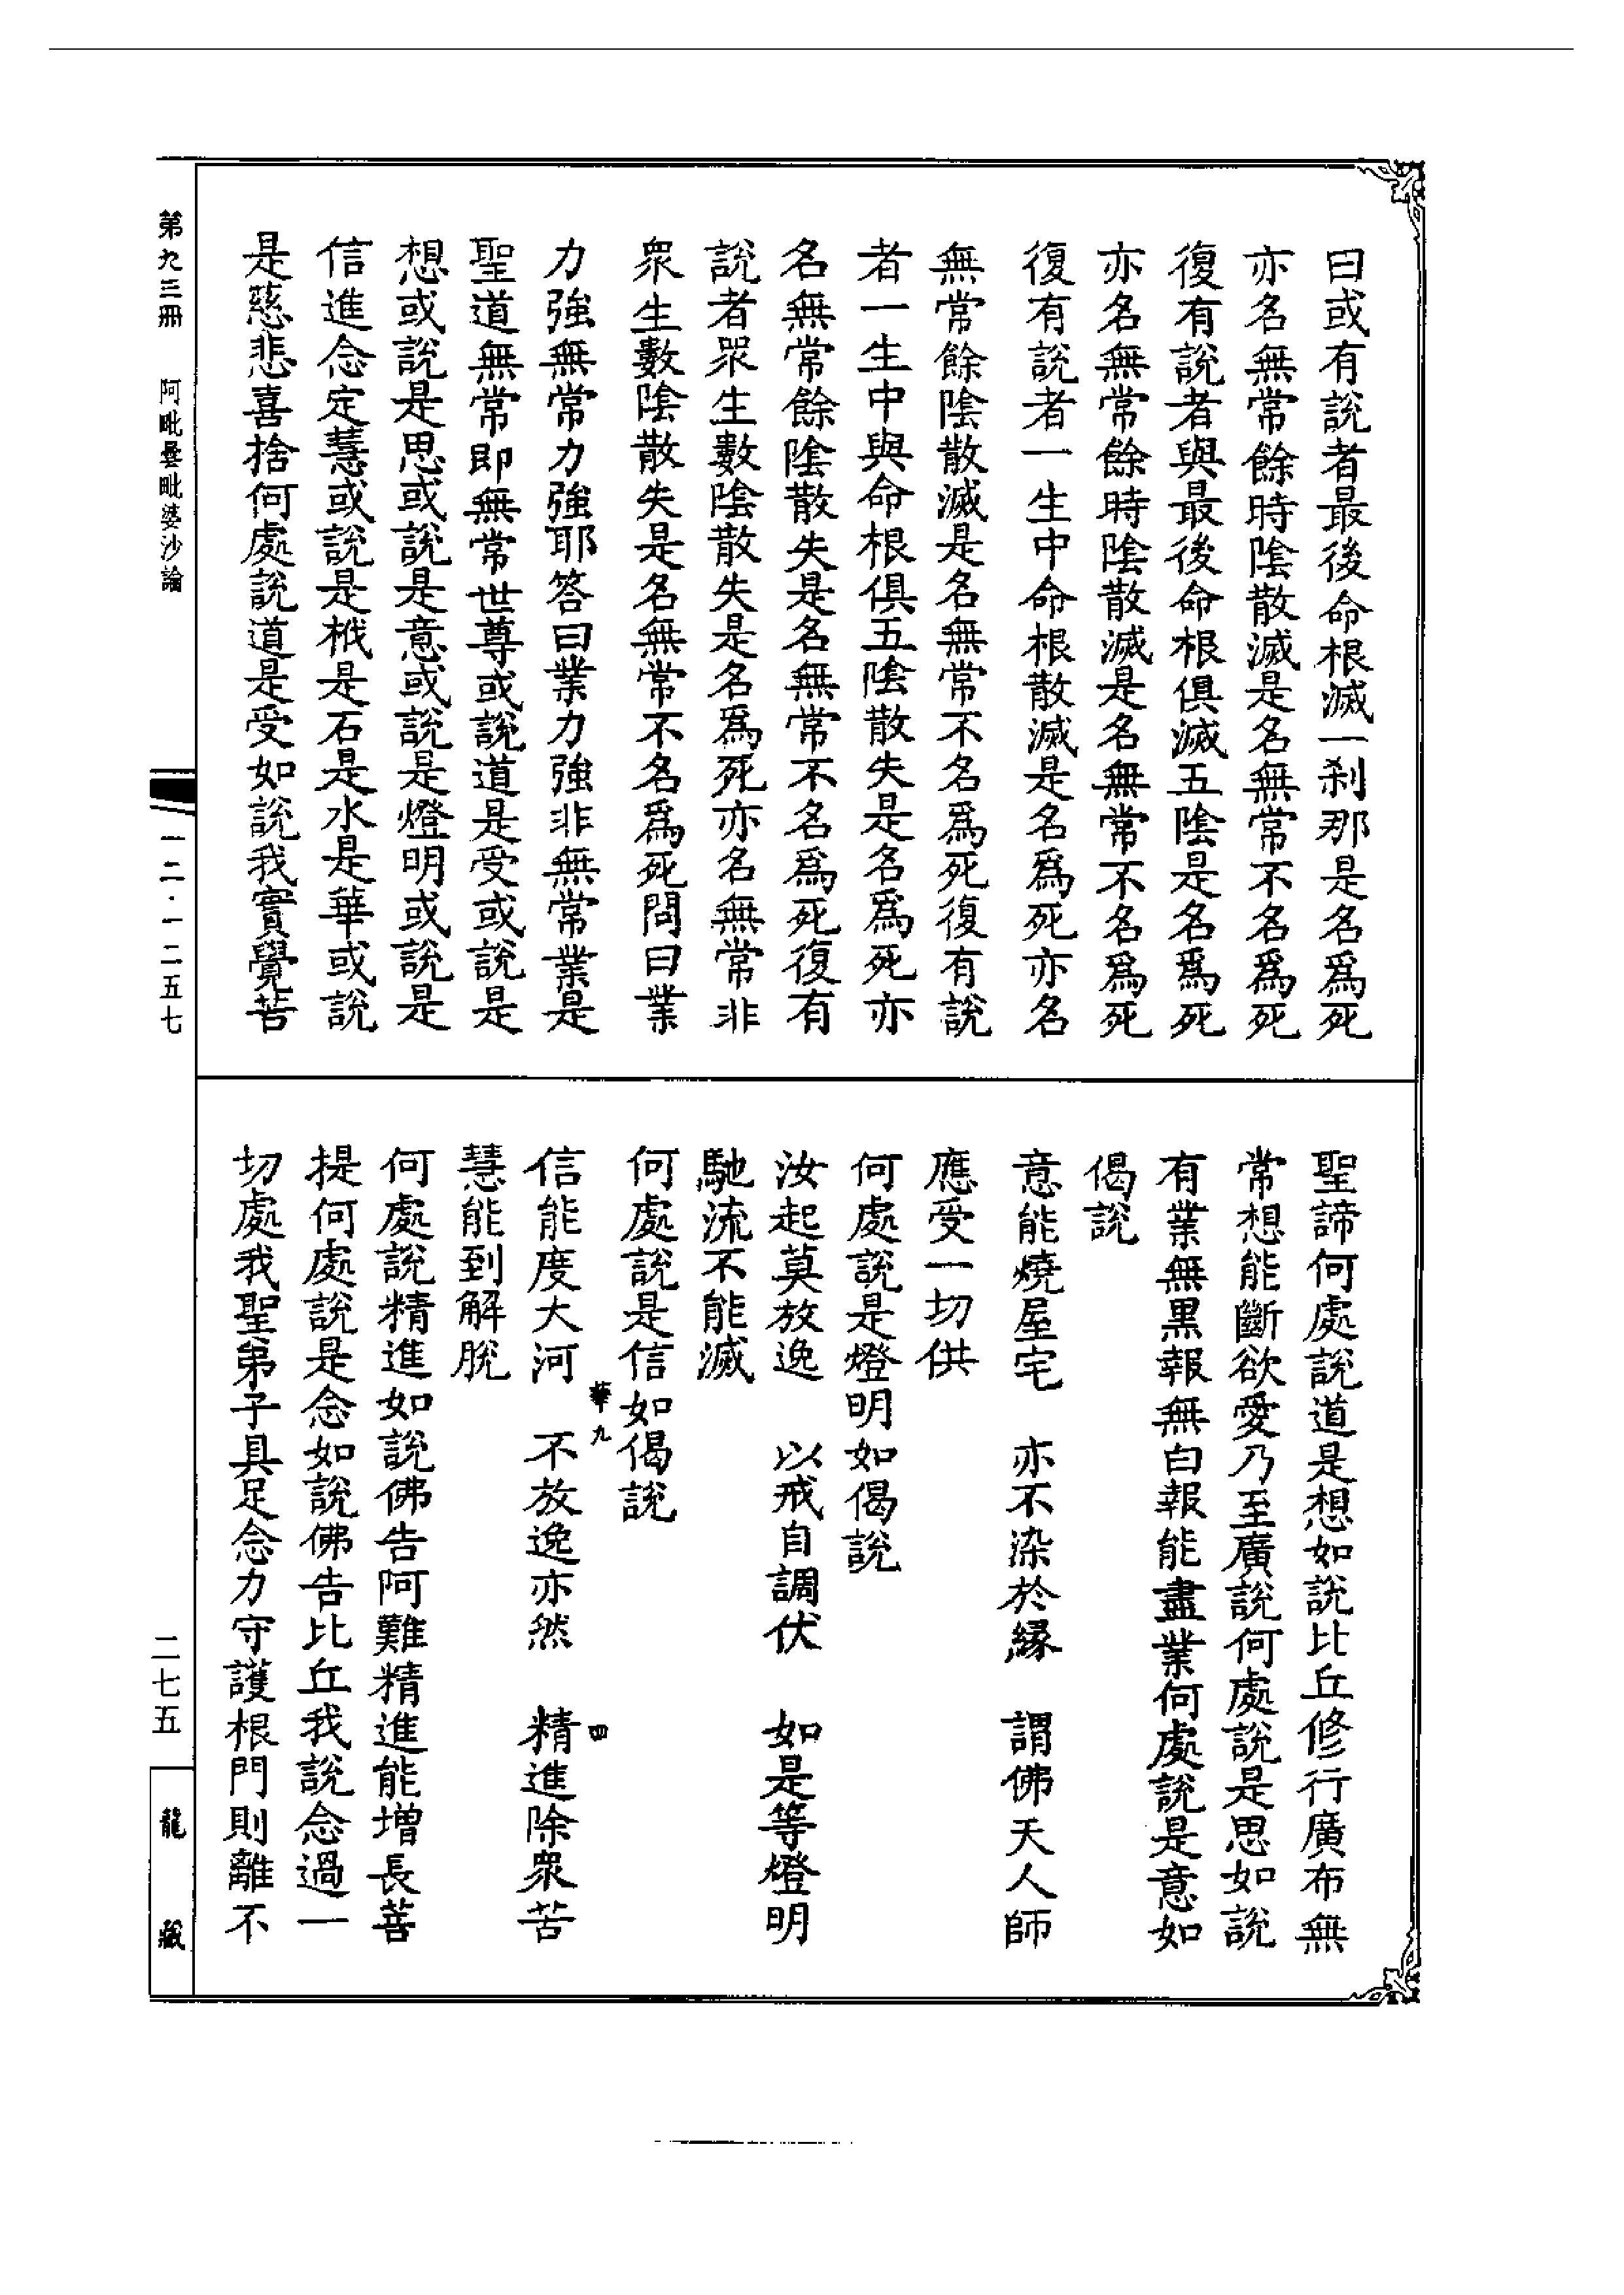 曰或有說者最後命根滅一刹那是名爲死
亦名無常餘時陰散滅是名無常不名爲死
復有說者與最後命根俱滅五陰是名爲死
亦名無常餘時陰散滅是名無常不名爲死
復有說者一生中命根散滅是名爲死亦名
無常餘陰散滅是名無常不名爲死復有說
者一生中與命根俱五陰散失是名爲死亦
名無常餘陰散失是名無常不名爲死復有
說者眾生數陰散失是名爲死亦名無常非
眾生數陰散失是名無常不名爲死問曰業
力強無常力強耶答曰業力強非無常業是
聖道無常即無常世尊或說道是受或說是
想或說是思或說是意或說是燈明或說是
信進念定慧或說是栰是石是水是華或說
是慈悲喜捨何處說道是受如說我實覺苦
聖諦何處說道是想如說比丘修行廣布無
常想能斷欲愛乃至廣說何處說是思如說
有業無黑報無白報能盡業何處說是意如
偈說
意能燒屋宅　亦不染於緣　謂佛天人師
應受一切供
何處說是燈明如偈說
汝起莫放逸　以戒自調伏　如是等燈明
馳流不能滅
何處說是信如偈說
華九　四
信能度大河　不放逸亦然　精進除眾苦
慧能到解脫
何處說精進如說佛告阿難精進能增長菩
提何處說是念如說佛告比丘我說念過一
切處我聖弟子具足念力守護根門則離不
第九三冊　阿毗曇毗婆沙論
一二·一二五七
二七五
龍藏